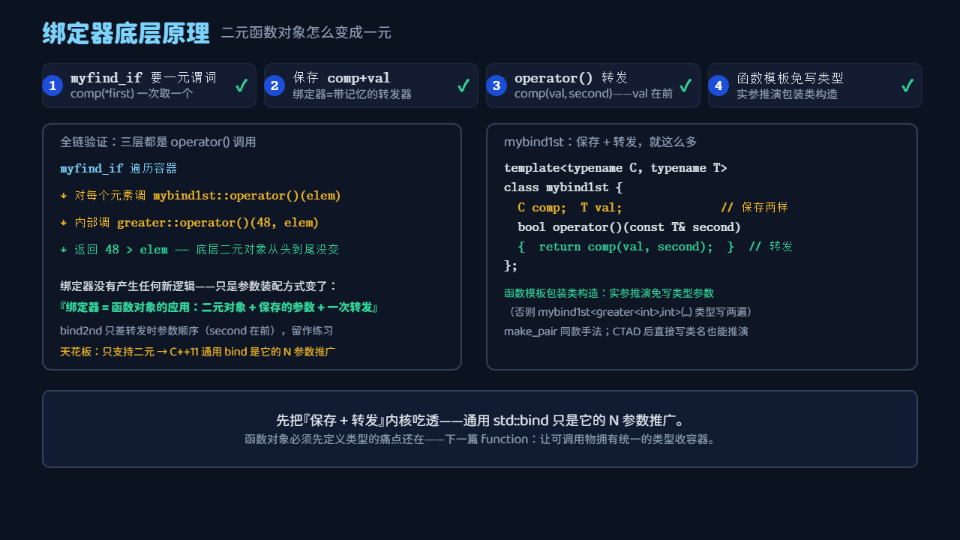 绑定器底层原理 二元函数对象怎么变成一元
1 myfind_if 要一元谓词 ✓
comp(*first) 一次取一个
2 保存 comp+val ✓
绑定器=带记忆的转发器
3 operator() 转发 ✓
comp(val, second)——val 在前
4 函数模板免写类型 ✓
实参推演包装类构造
全链验证：三层都是 operator() 调用
myfind_if 遍历容器
↓ 对每个元素调 mybind1st::operator()(elem)
↓ 内部调 greater::operator()(48, elem)
↓ 返回 48 > elem —— 底层二元对象从头到尾没变
绑定器没有产生任何新逻辑——只是参数装配方式变了：
『绑定器 = 函数对象的应用：二元对象 + 保存的参数 + 一次转发』
bind2nd 只差转发时参数顺序（second 在前），留作练习
天花板：只支持二元 → C++11 通用 bind 是它的 N 参数推广
mybind1st：保存 + 转发，就这么多
template<typename C, typename T>
class mybind1st {
C comp; T val; // 保存两样
bool operator()(const T& second)
{ return comp(val, second); } // 转发
};
函数模板包装类构造：实参推演免写类型参数
（否则 mybind1st<greater<int>,int>(...) 类型写两遍）
make_pair 同款手法；CTAD 后直接写类名也能推演
先把『保存 + 转发』内核吃透——通用 std::bind 只是它的 N 参数推广。
函数对象必须先定义类型的痛点还在——下一篇 Function：让可调用物拥有统一的类型收容器。